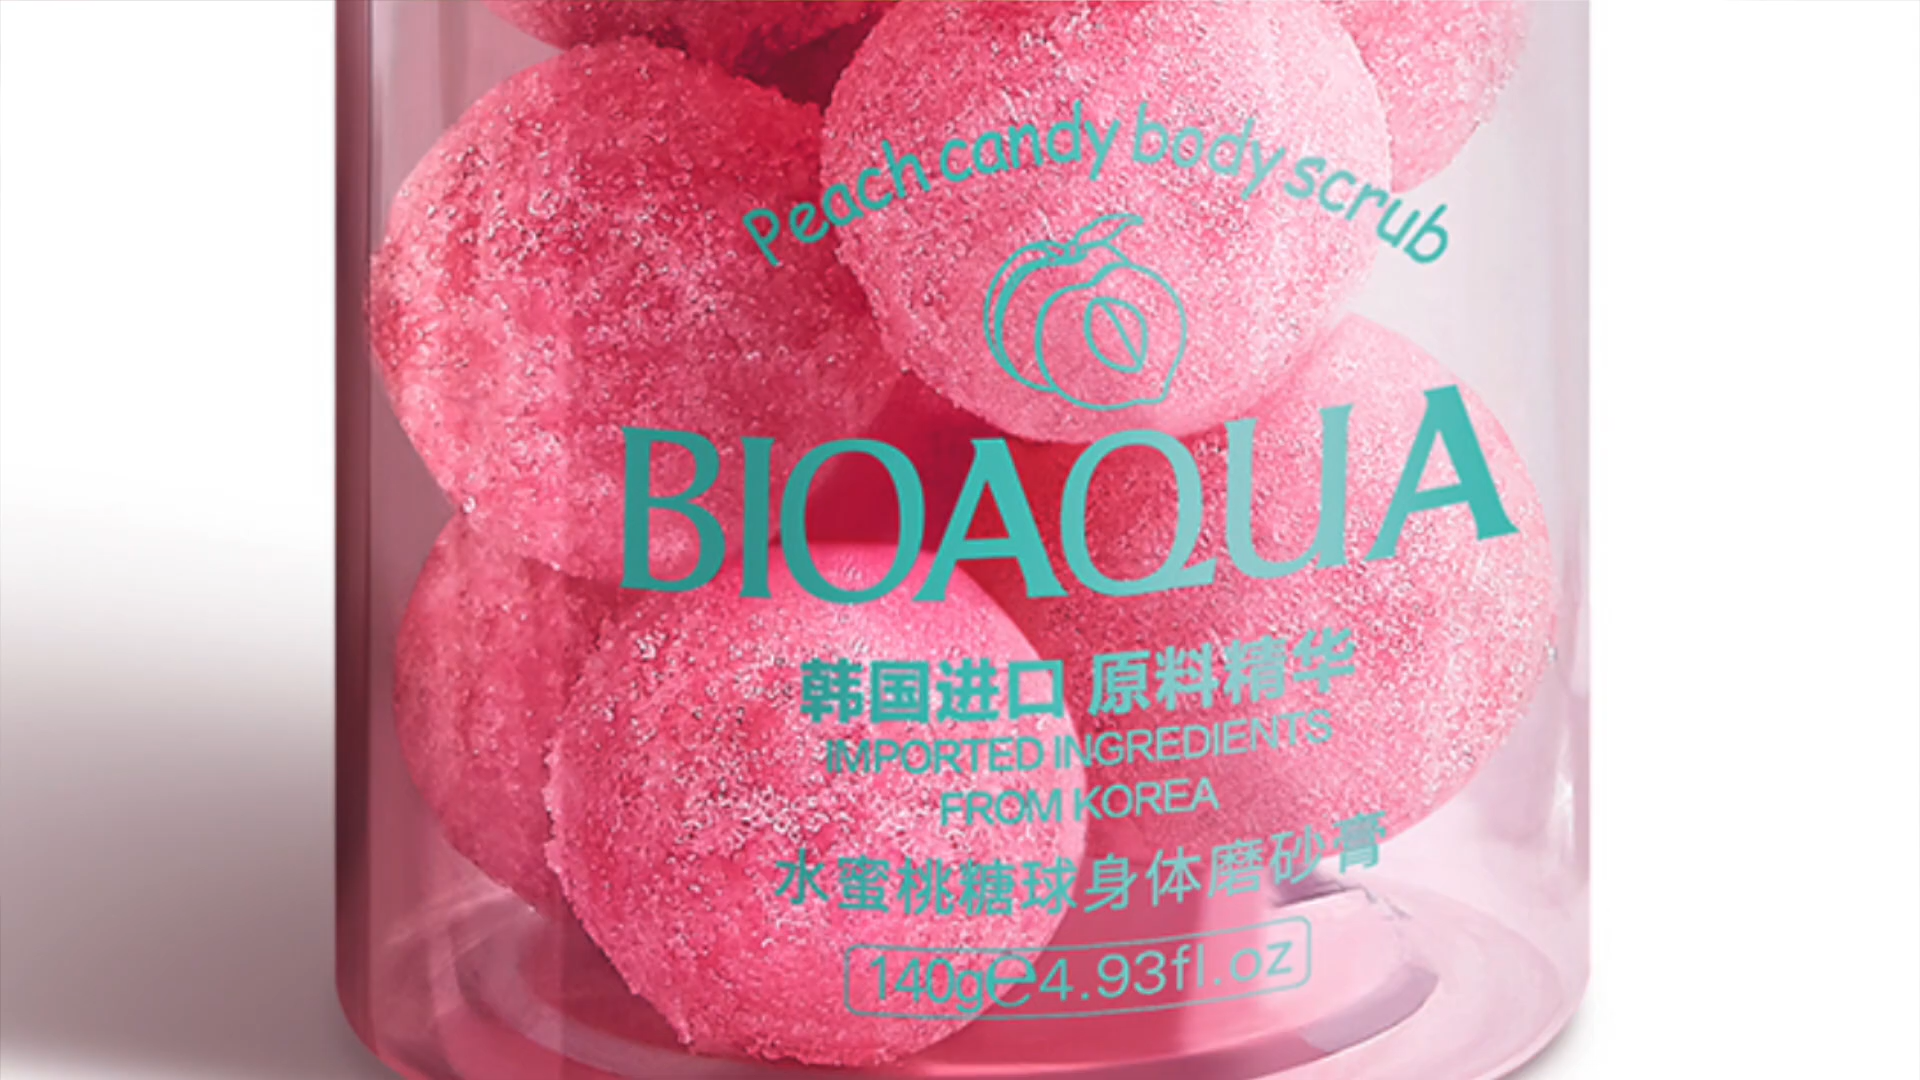 Peach candy body scrub
BIOAQUA
韩国进口 原料精华
IMPORTED INGREDIENTS
FROM KOREA
水蜜桃糖球身体磨砂膏
140g℮4.93fl.oz